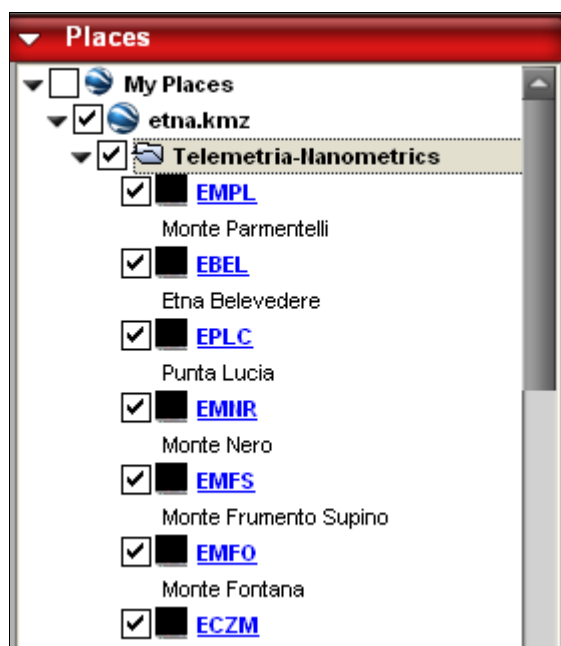 Places
My Places
etna.kmz
Telemetria-Nanometrics
EMPL
Monte Parmentelli
EBEL
Etna Belevedere
EPLC
Punta Lucia
EMNR
Monte Nero
EMFS
Monte Frumento Supino
EMFO
Monte Fontana
ECZM